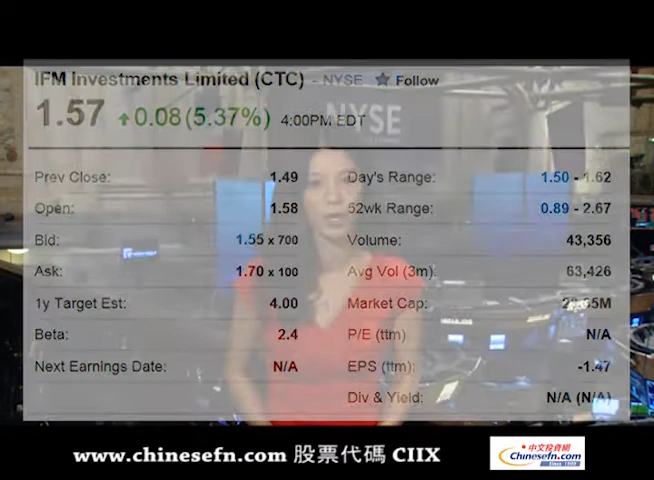 IFM Investments Limited (CTC) - NYSE ★ Follow
1.57 ↑0.08 (5.37%) 4:00PM EDT
NYSE
Prev Close: 1.49 Day's Range: 1.50 - 1.62
Open: 1.58 52wk Range: 0.89 - 2.67
Bid: 1.55 x 700 Volume: 43,356
Ask: 1.70 x 100 Avg Vol (3m): 63,426
1y Target Est: 4.00 Market Cap:
Beta: 2.4 P/E (ttm) N/A
Next Earnings Date: N/A EPS (ttm): -1.47
Div & Yield: N/A (N/A)
www.chinesefn.com 股票代碼 CIIX
中文投資網
Chinesefn.com
Since 1999